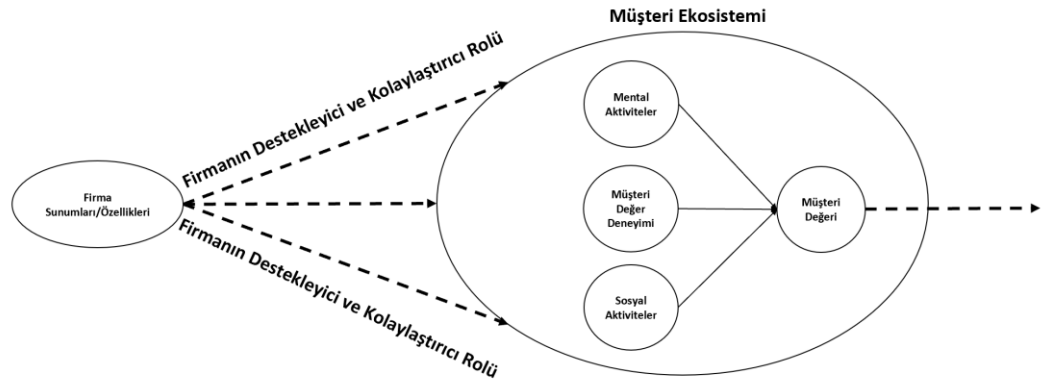 Müşteri Ekosistemi
Firmanın Destekleyici ve Kolaylaştırıcı Rolü
Mental
Aktiviteler
Firma
Sunumları/Özellikleri
Müşteri
Değer
Deneyimi
Müşteri
Değeri
Firmanın Destekleyici ve Kolaylaştırıcı Rolü
Sosyal
Aktiviteler